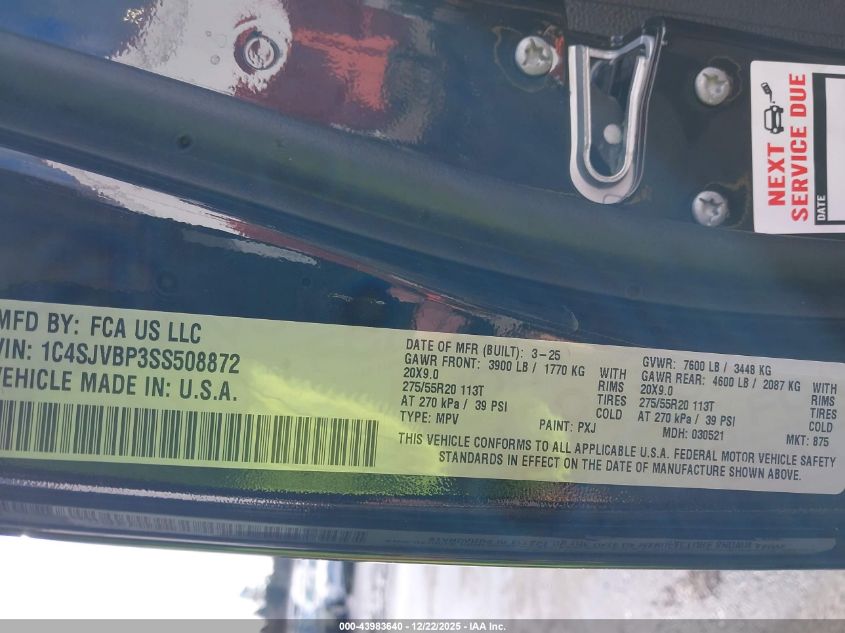 NEXT
SERVICE DUE
DATE
MFD BY: FCA US LLC
VIN: 1C4SJVBP3SS508872
VEHICLE MADE IN: U.S.A.
DATE OF MFR (BUILT): 3-25
GAWR FRONT: 3900 LB / 1770 KG WITH
20X9.0 RIMS
275/55R20 113T TIRES
AT 270 kPa / 39 PSI COLD
TYPE: MPV PAINT: PXJ
GVWR: 7600 LB / 3448 KG
GAWR REAR: 4600 LB / 2087 KG WITH
20X9.0 RIMS
275/55R20 113T TIRES
AT 270 kPa / 39 PSI COLD
MDH: 030521 MKT: 875
THIS VEHICLE CONFORMS TO ALL APPLICABLE U.S.A. FEDERAL MOTOR VEHICLE SAFETY
STANDARDS IN EFFECT ON THE DATE OF MANUFACTURE SHOWN ABOVE.
000-43983640 - 12/22/2025 - IAA Inc.